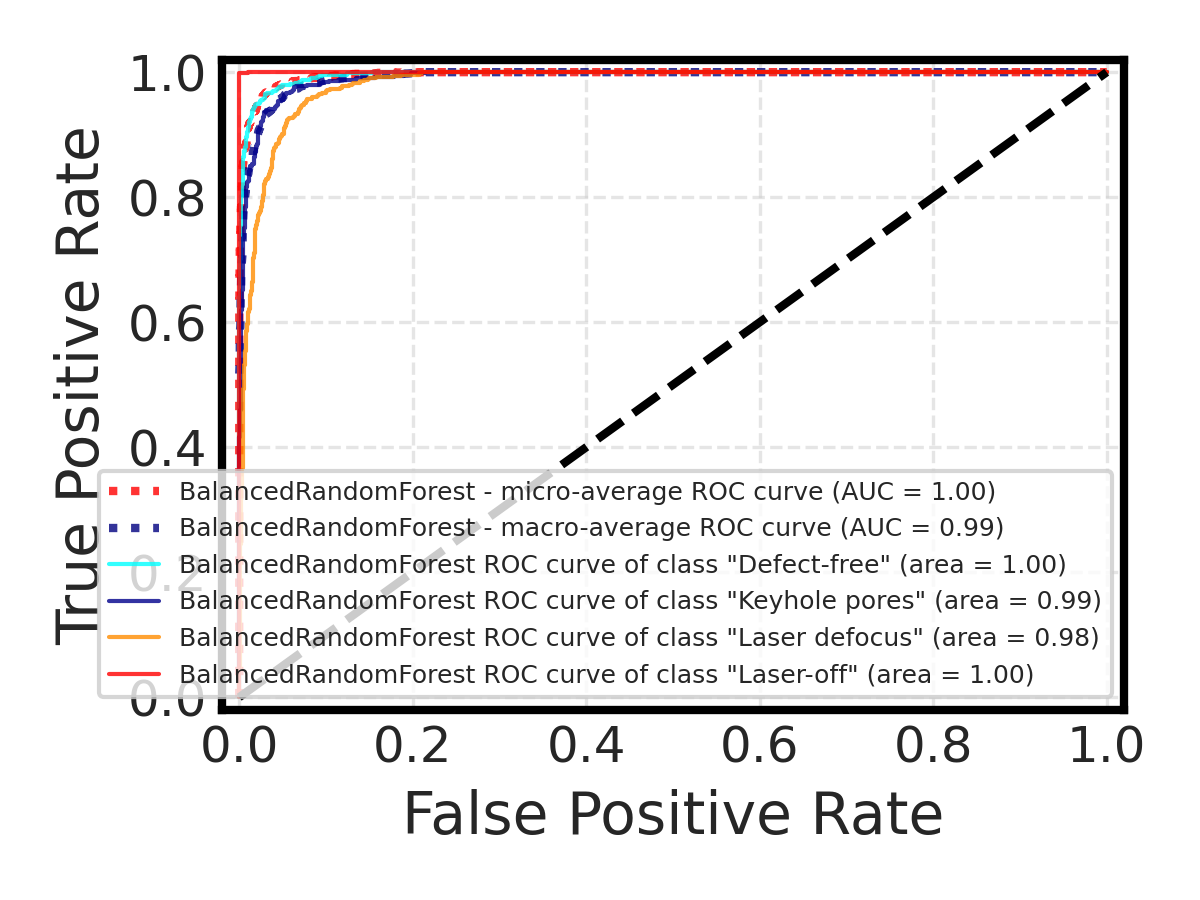 True Positive Rate
1.0
0.8
0.6
0.4
0.2
0.0
BalancedRandomForest - micro-average ROC curve (AUC = 1.00)
BalancedRandomForest - macro-average ROC curve (AUC = 0.99)
BalancedRandomForest ROC curve of class "Defect-free" (area = 1.00)
BalancedRandomForest ROC curve of class "Keyhole pores" (area = 0.99)
BalancedRandomForest ROC curve of class "Laser defocus" (area = 0.98)
BalancedRandomForest ROC curve of class "Laser-off" (area = 1.00)
0.0 0.2 0.4 0.6 0.8 1.0
False Positive Rate